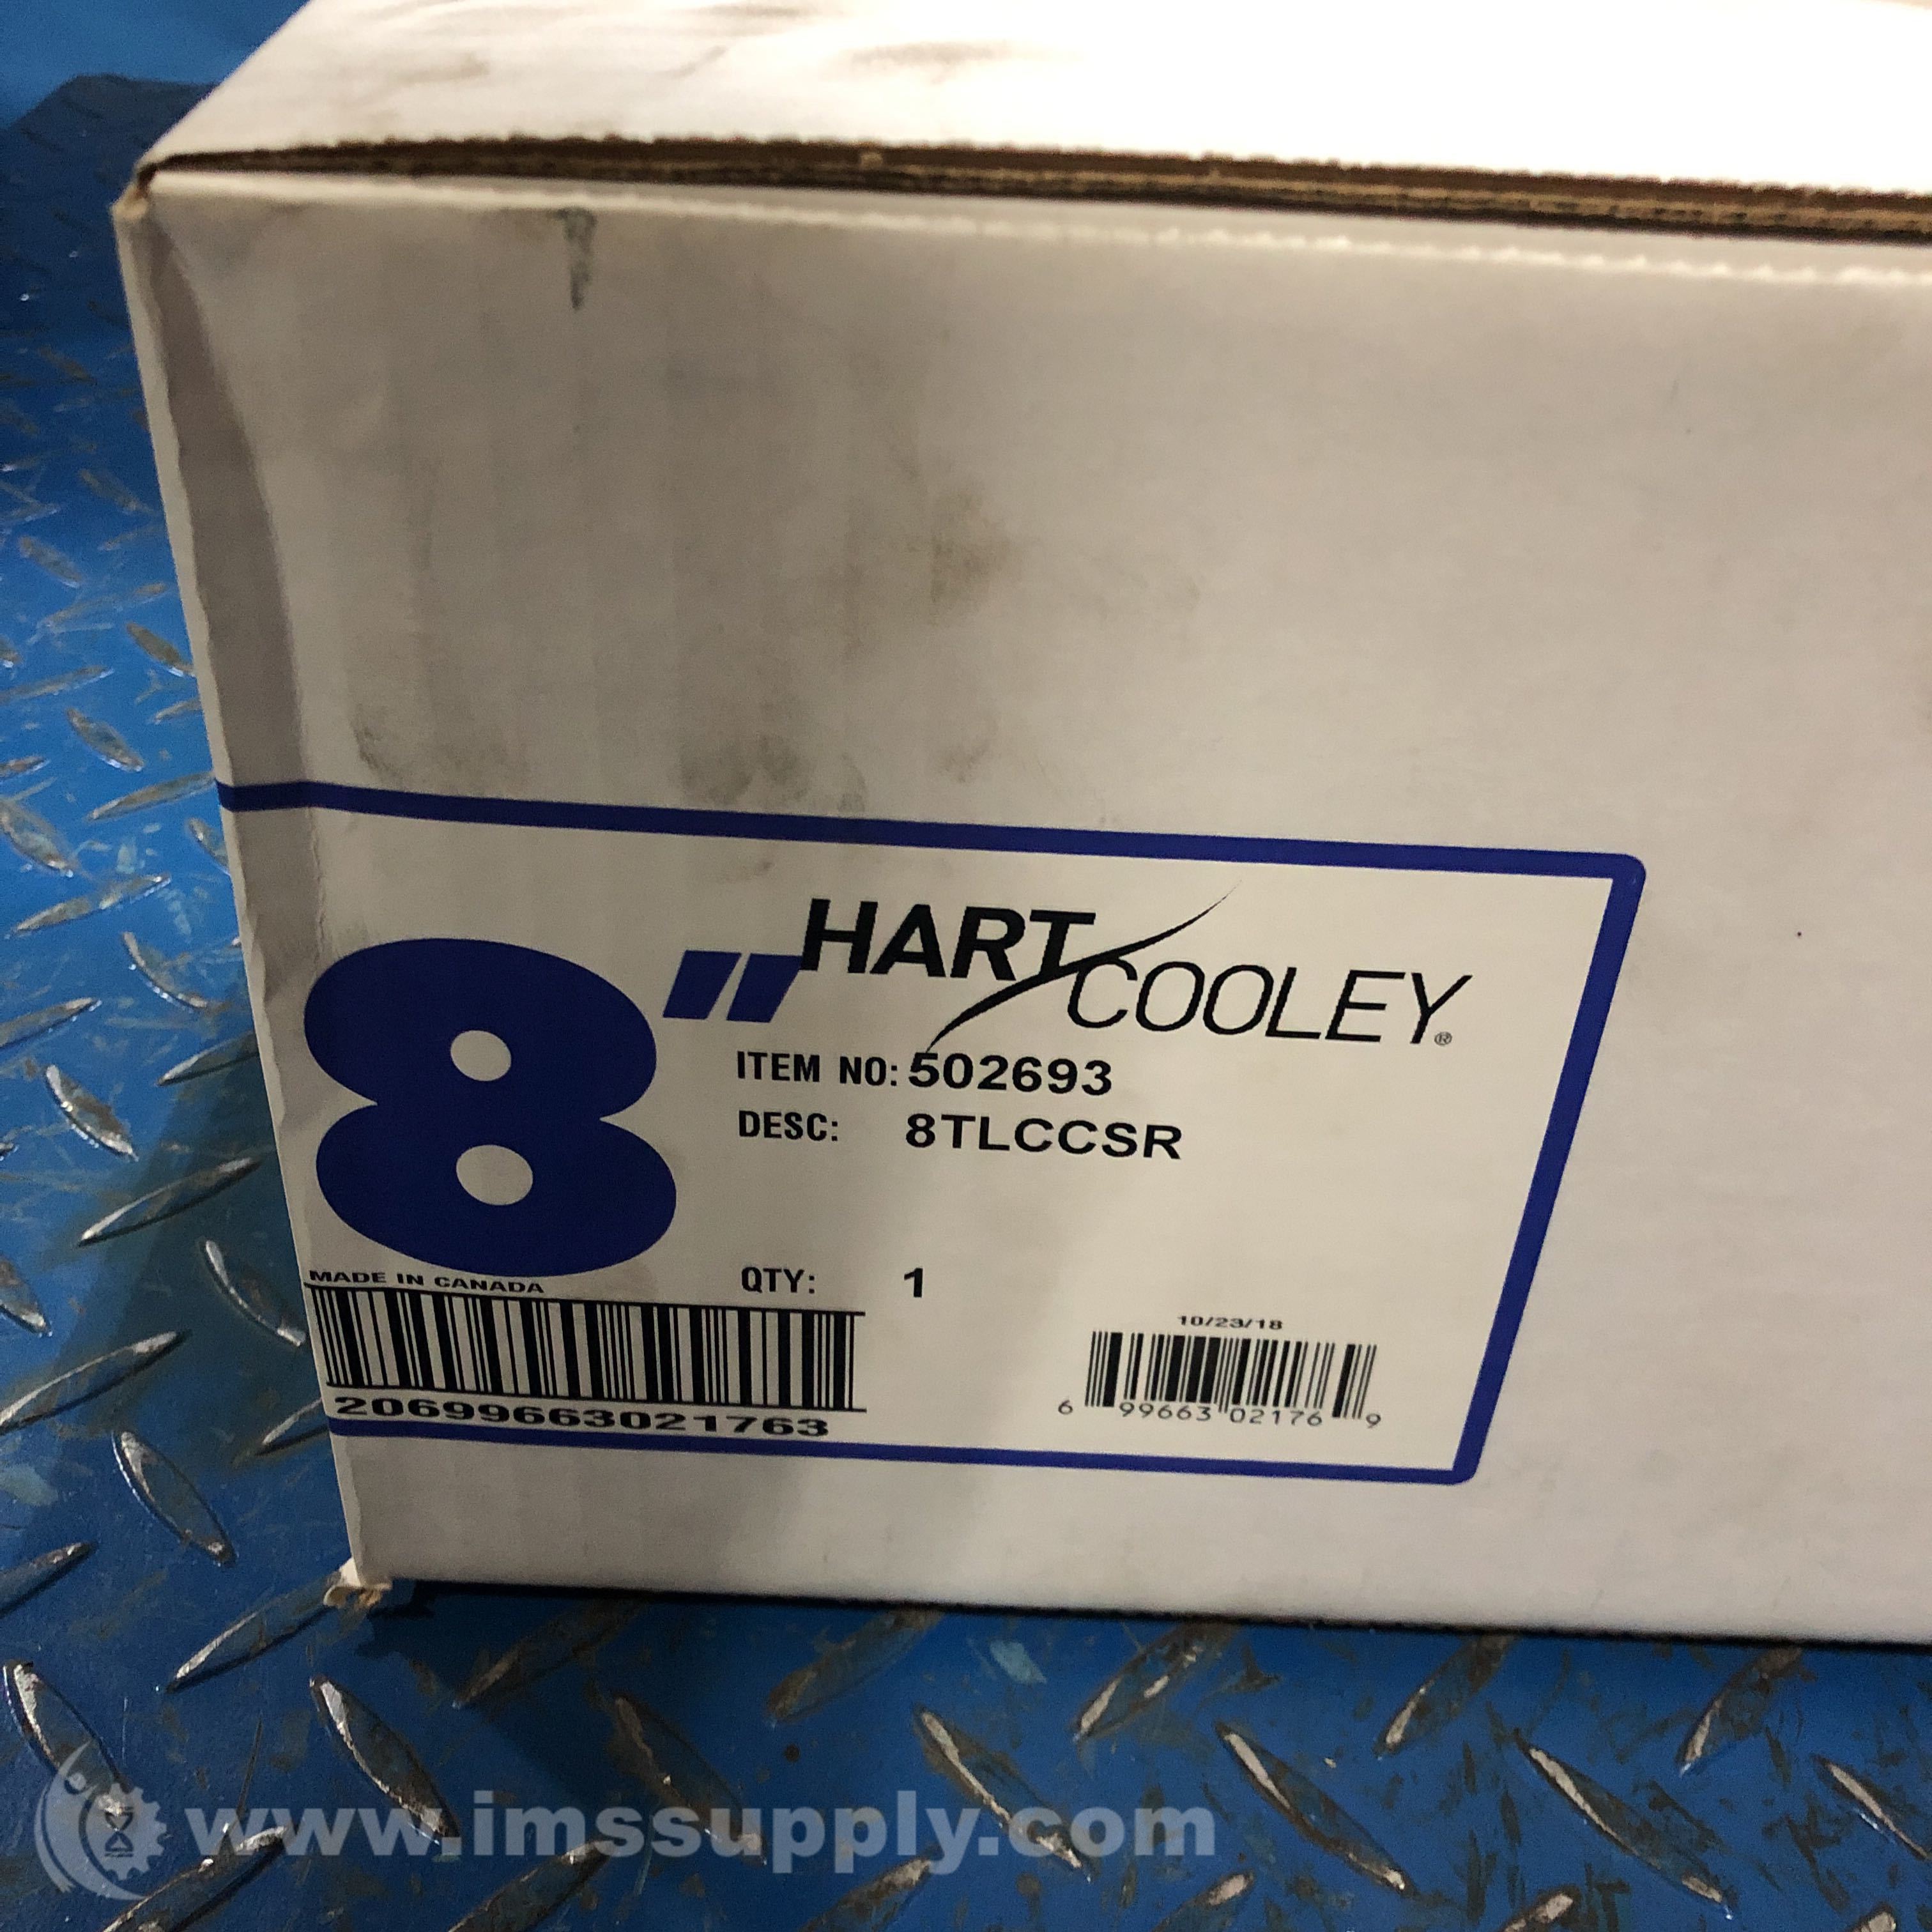 8" HART COOLEY®
ITEM NO: 502693
DESC: 8TLCCSR
QTY: 1
MADE IN CANADA
20699663021763
10/23/18
6 99663 02176 9
www.imssupply.com